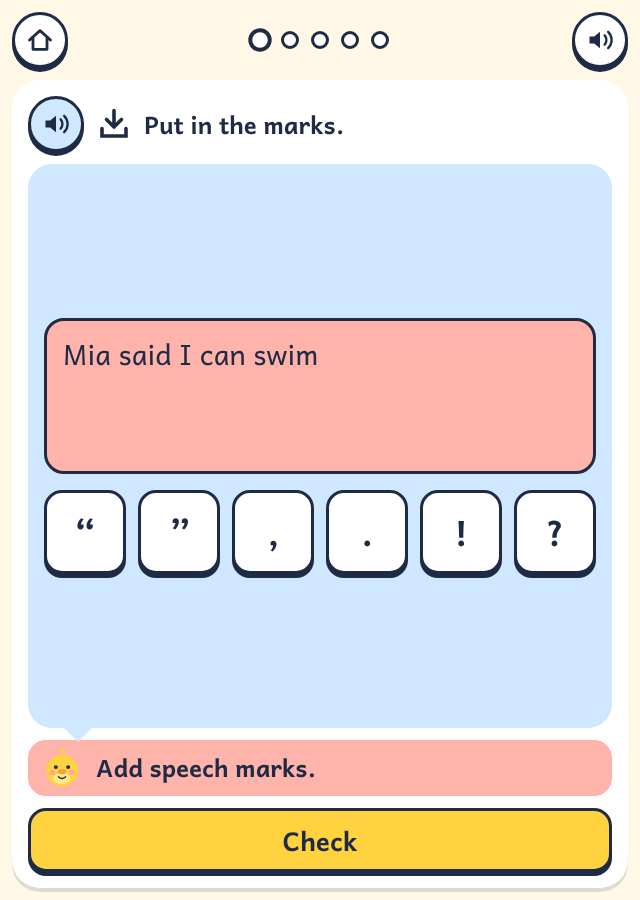 Put in the marks.
Mia said I can swim
“ ” , . ! ?
Add speech marks.
Check